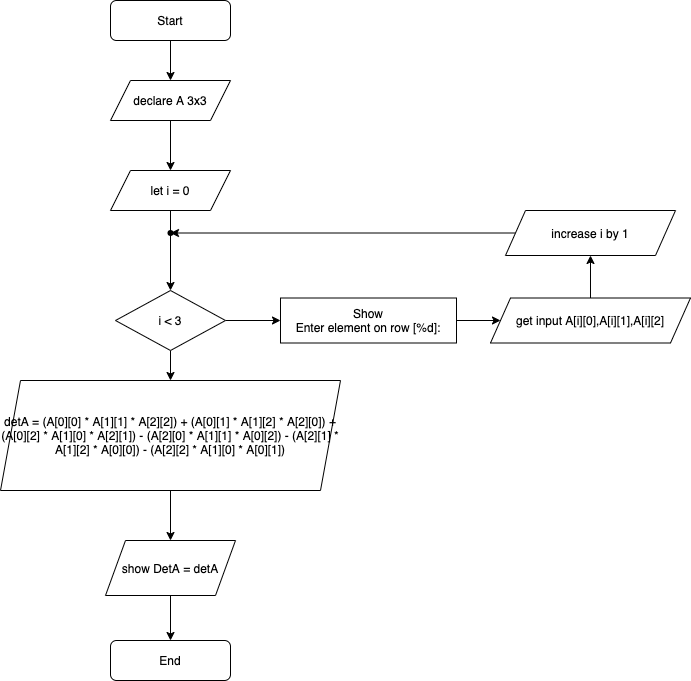 Start
declare A 3x3
let i = 0
increase i by 1
i < 3
Show
Enter element on row [%d]:
get input A[i][0],A[i][1],A[i][2]
detA = (A[0][0] * A[1][1] * A[2][2]) + (A[0][1] * A[1][2] * A[2][0]) +
(A[0][2] * A[1][0] * A[2][1]) - (A[2][0] * A[1][1] * A[0][2]) - (A[2][1] *
A[1][2] * A[0][0]) - (A[2][2] * A[1][0] * A[0][1])
show DetA = detA
End